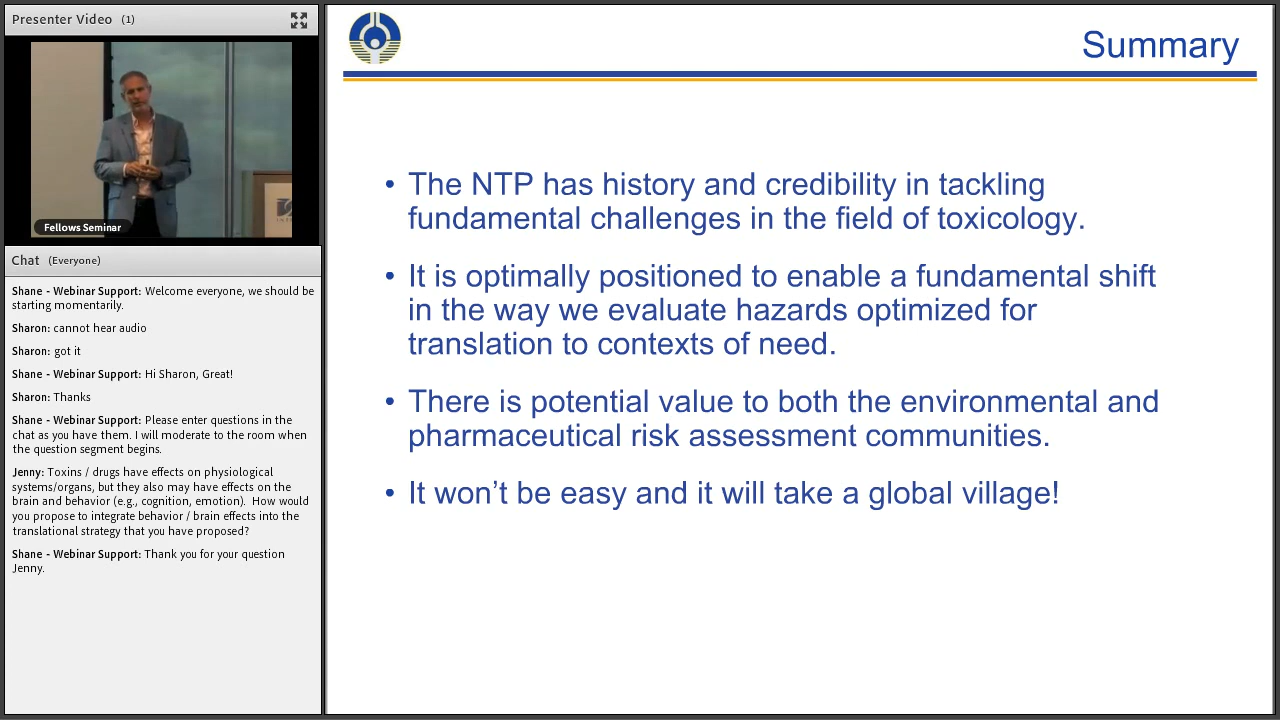 Presenter Video (1)
Fellows Seminar
Chat (Everyone)
Shane - Webinar Support: Welcome everyone, we should be
starting momentarily.
Sharon: cannot hear audio
Sharon: got it
Shane - Webinar Support: Hi Sharon, Great!
Sharon: Thanks
Shane - Webinar Support: Please enter questions in the
chat as you have them. I will moderate to the room when
the question segment begins.
Jenny: Toxins / drugs have effects on physiological
systems/organs, but they also may have effects on the
brain and behavior (e.g., cognition, emotion). How would
you propose to integrate behavior / brain effects into the
translational strategy that you have proposed?
Shane - Webinar Support: Thank you for your question
Jenny.
Summary
• The NTP has history and credibility in tackling
fundamental challenges in the field of toxicology.
• It is optimally positioned to enable a fundamental shift
in the way we evaluate hazards optimized for
translation to contexts of need.
• There is potential value to both the environmental and
pharmaceutical risk assessment communities.
• It won’t be easy and it will take a global village!